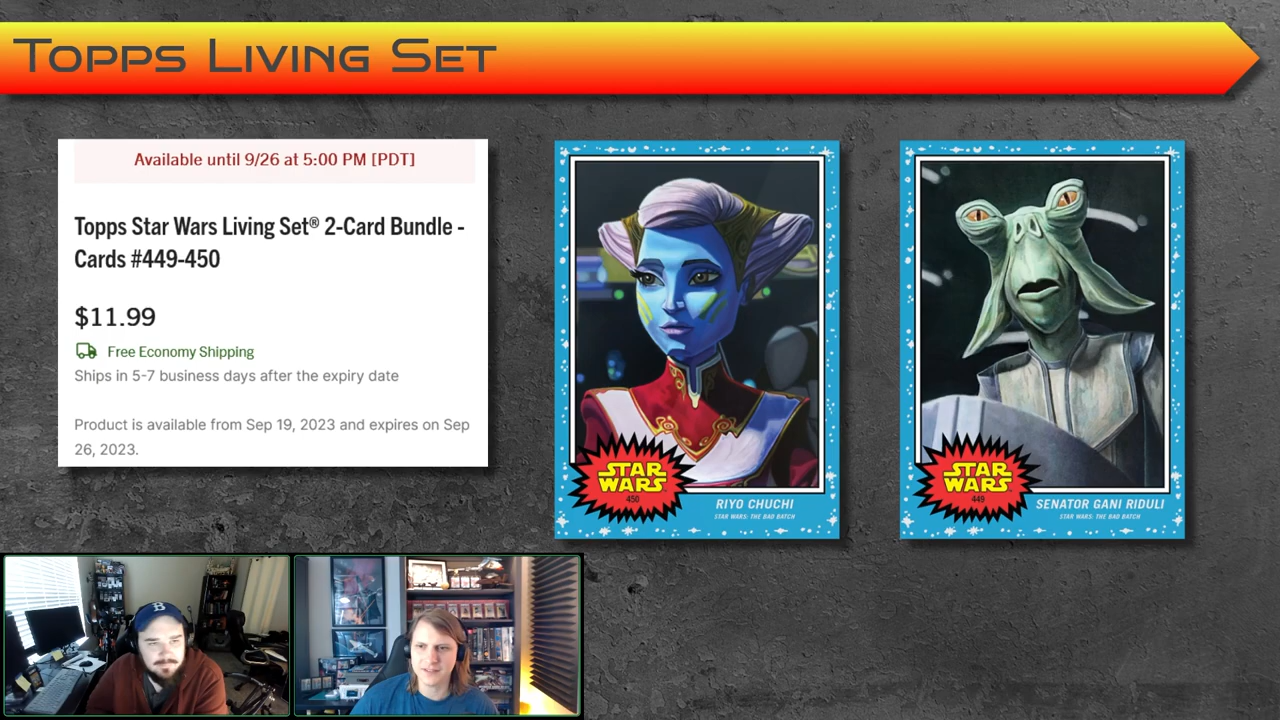 Topps Living Set
Available until 9/26 at 5:00 PM [PDT]
Topps Star Wars Living Set® 2-Card Bundle -
Cards #449-450
$11.99
Free Economy Shipping
Ships in 5-7 business days after the expiry date
Product is available from Sep 19, 2023 and expires on Sep
26, 2023.
STAR
WARS
450
RIYO CHUCHI
STAR WARS: THE BAD BATCH
STAR
WARS
449
SENATOR GANI RIDULI
STAR WARS: THE BAD BATCH
B